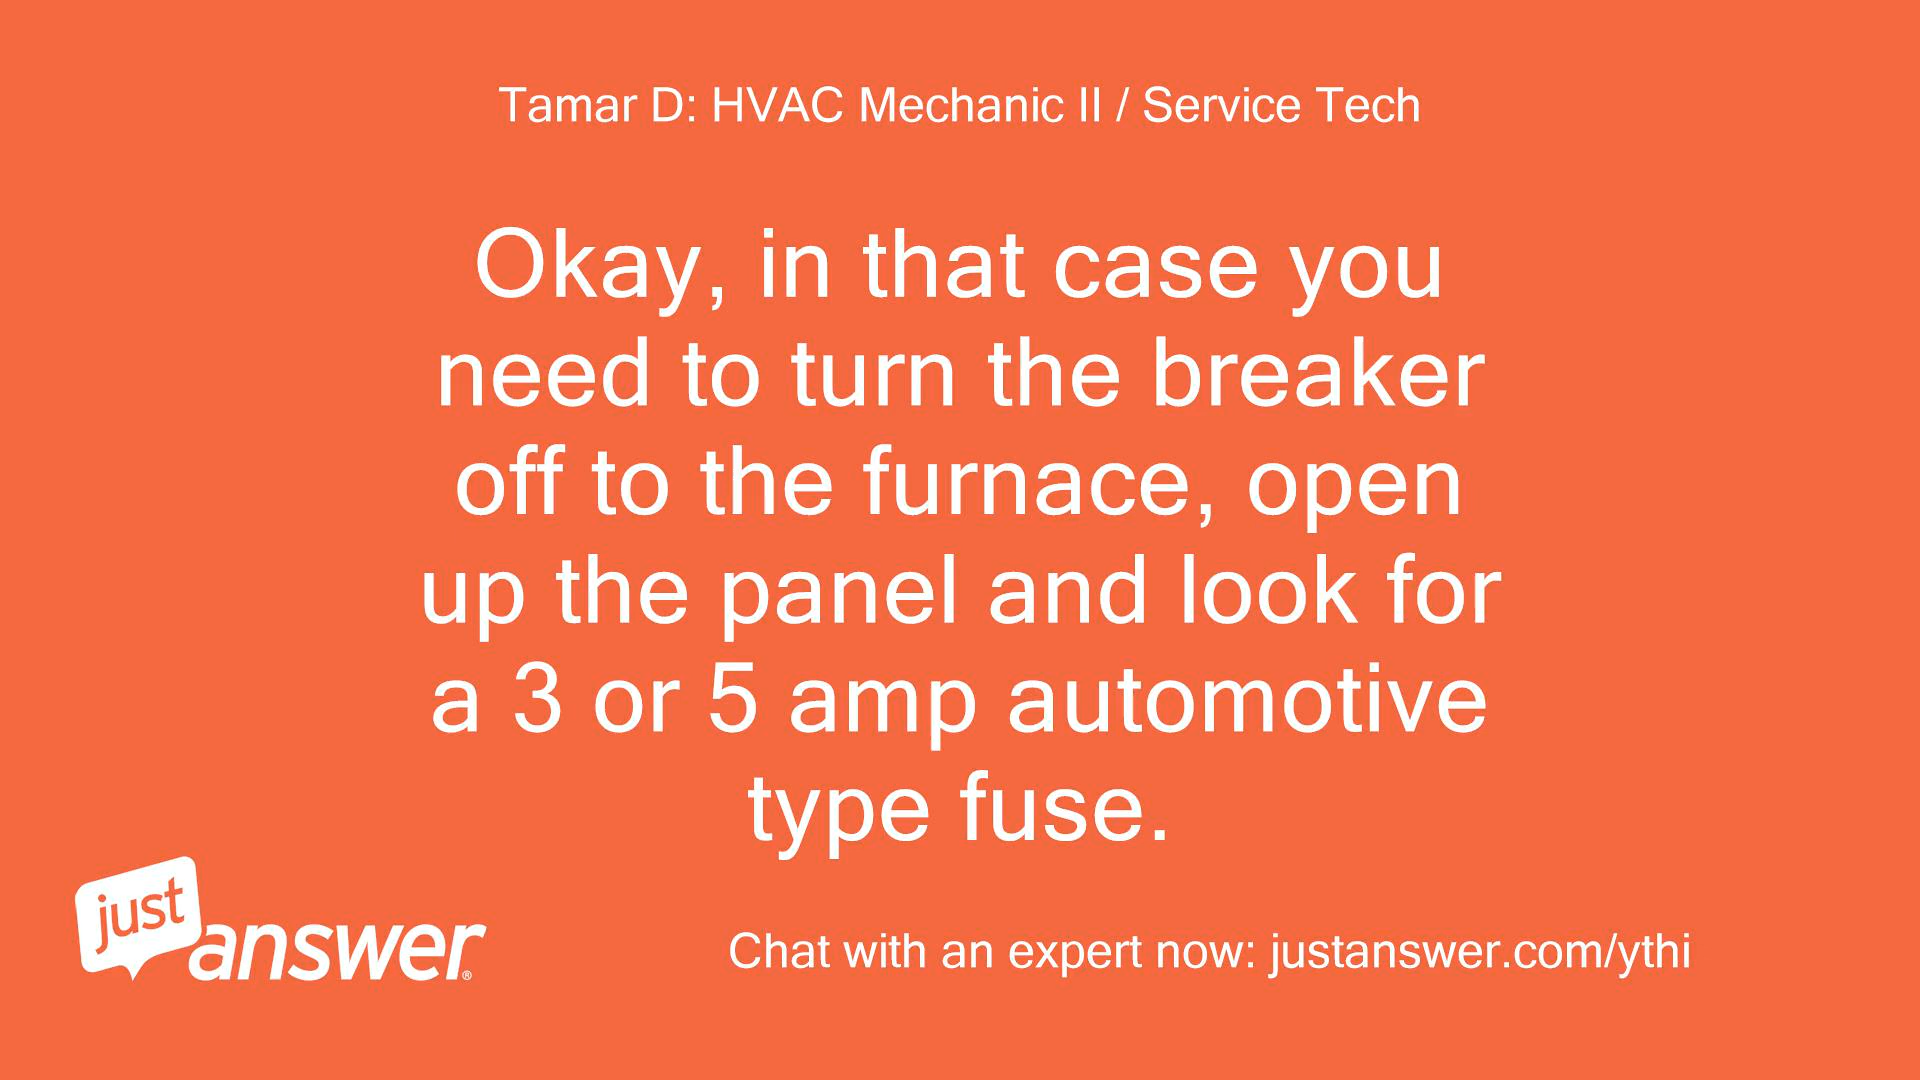 Tamar D: HVAC Mechanic II / Service Tech
Okay, in that case you
need to turn the breaker
off to the furnace, open
up the panel and look for
a 3 or 5 amp automotive
type fuse.
just
answer®
Chat with an expert now: justanswer.com/ythi